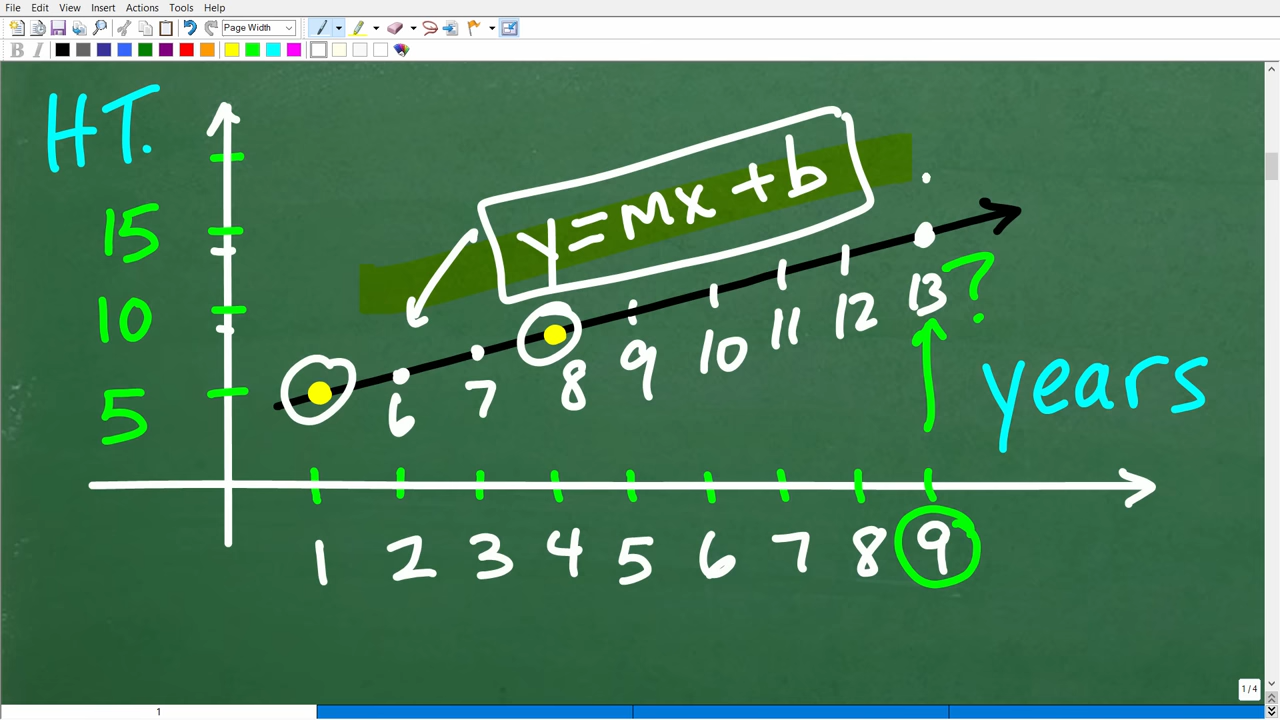 File Edit View Insert Actions Tools Help
Page Width
B I
HT.
y=mx+b
15
10
5
6 7 8 9 10 11 12 13?
years
1 2 3 4 5 6 7 8 9
1/4
1